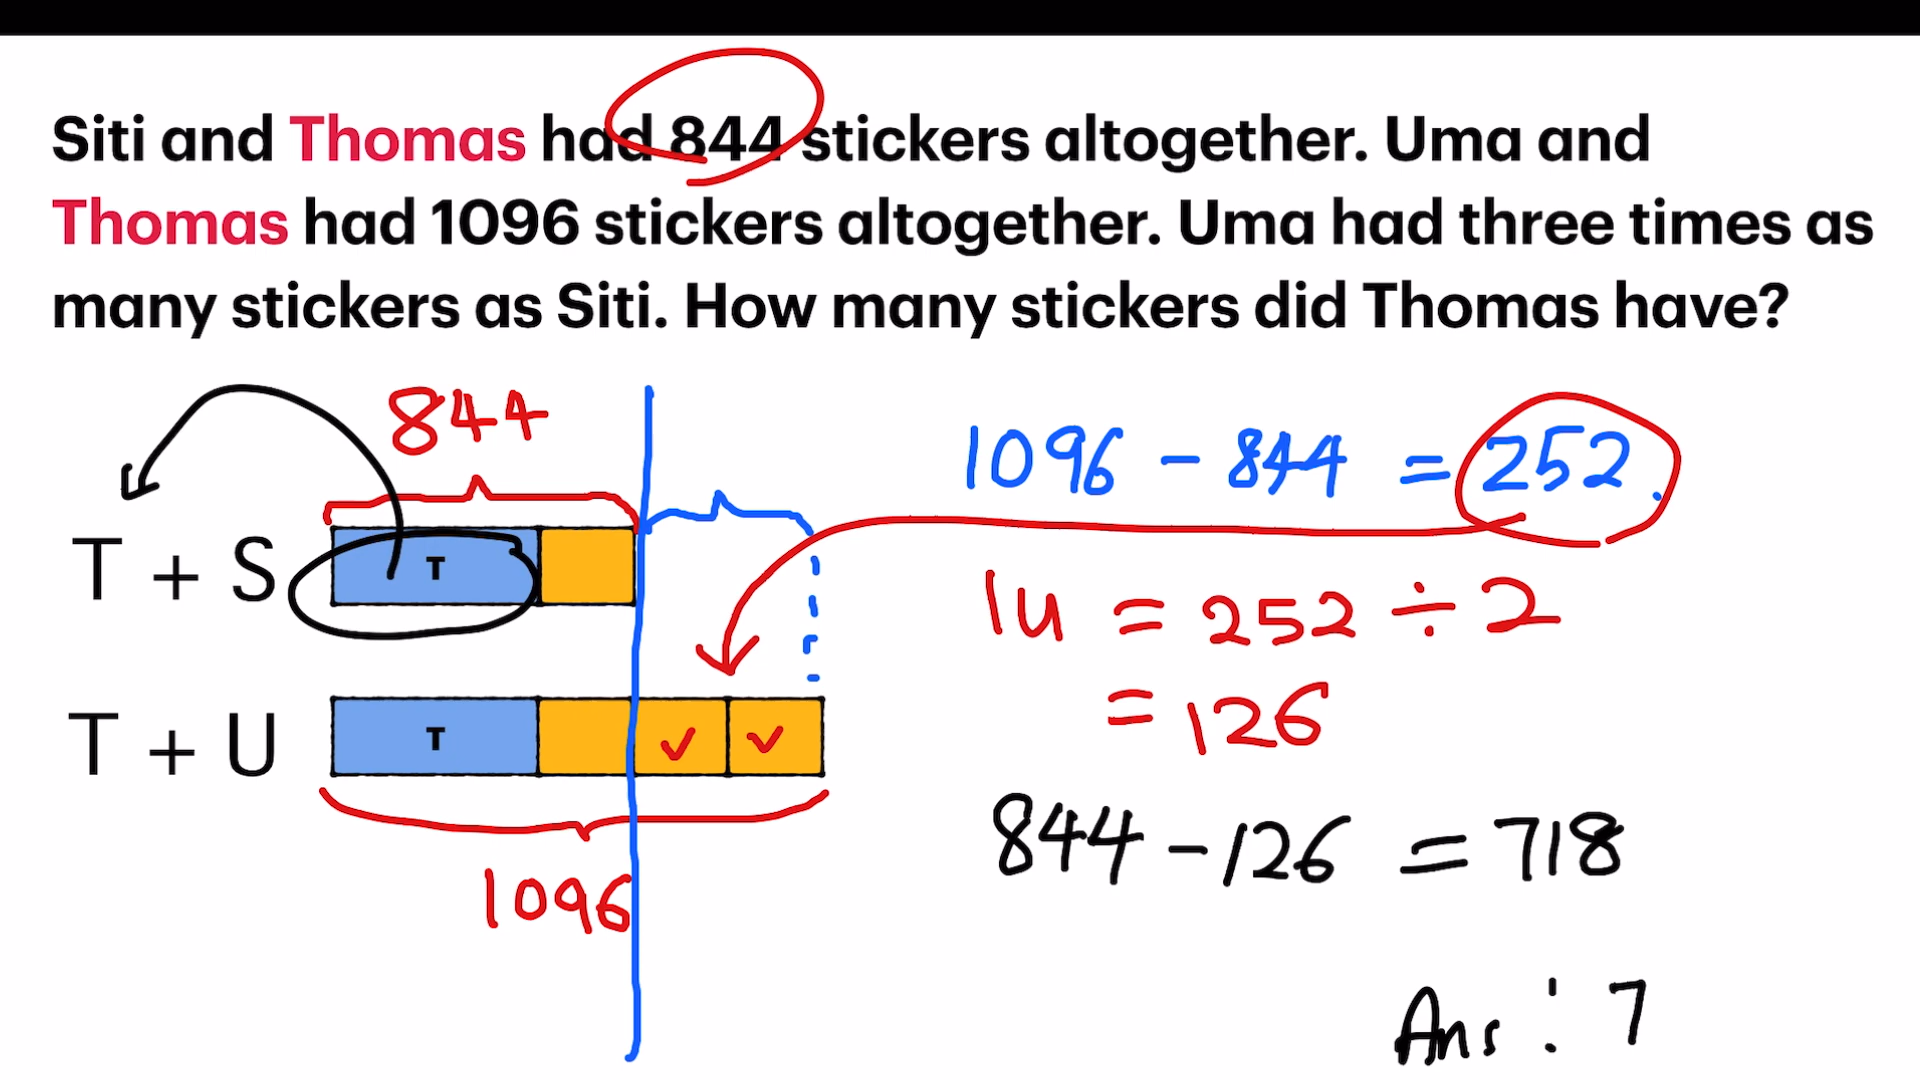 Siti and Thomas had 844 stickers altogether. Uma and
Thomas had 1096 stickers altogether. Uma had three times as
many stickers as Siti. How many stickers did Thomas have?
844
1096 - 844 = 252.
T + S T
1u = 252 ÷ 2
= 126
T + U T
844 - 126 = 718
1096
Ans : 7